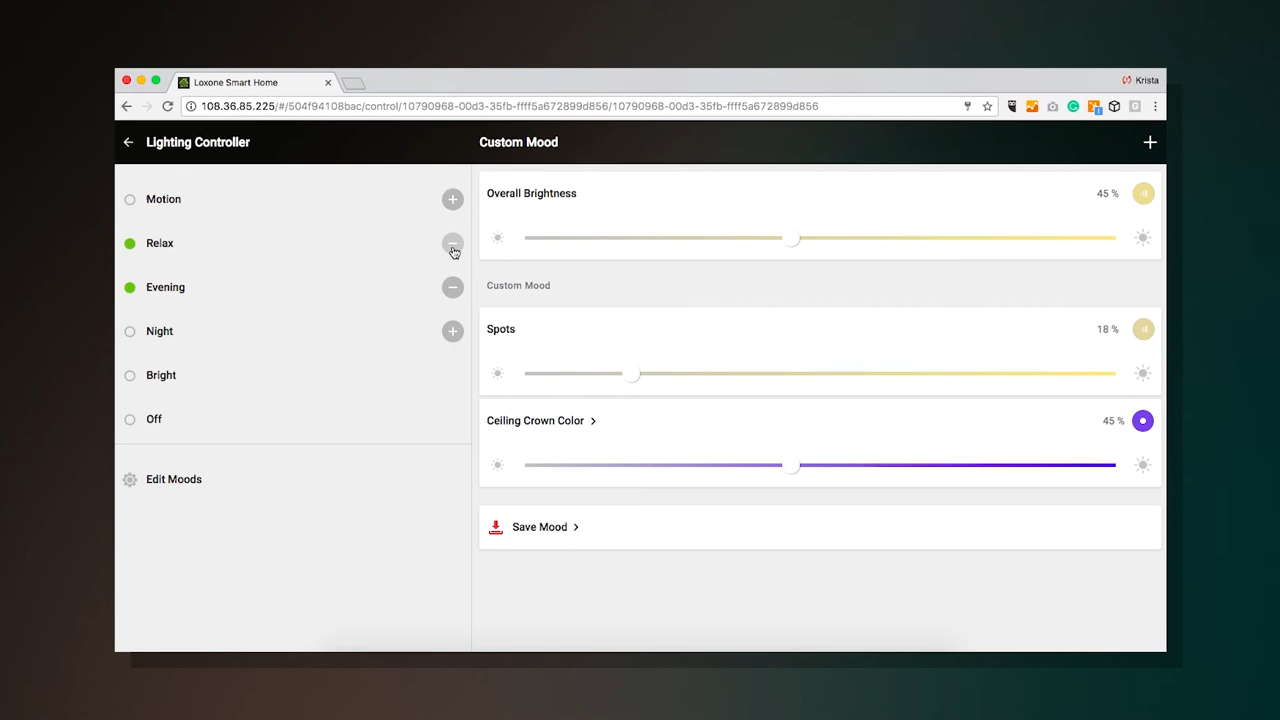 Loxone Smart Home
Krista
108.36.85.225/#/504f94108bac/control/10790968-00d3-35fb-ffff5a672899d856/10790968-00d3-35fb-ffff5a672899d856
Lighting Controller
Custom Mood
Motion
Relax
Evening
Night
Bright
Off
Edit Moods
Overall Brightness 45 %
Custom Mood
Spots 18 %
Ceiling Crown Color 45 %
Save Mood